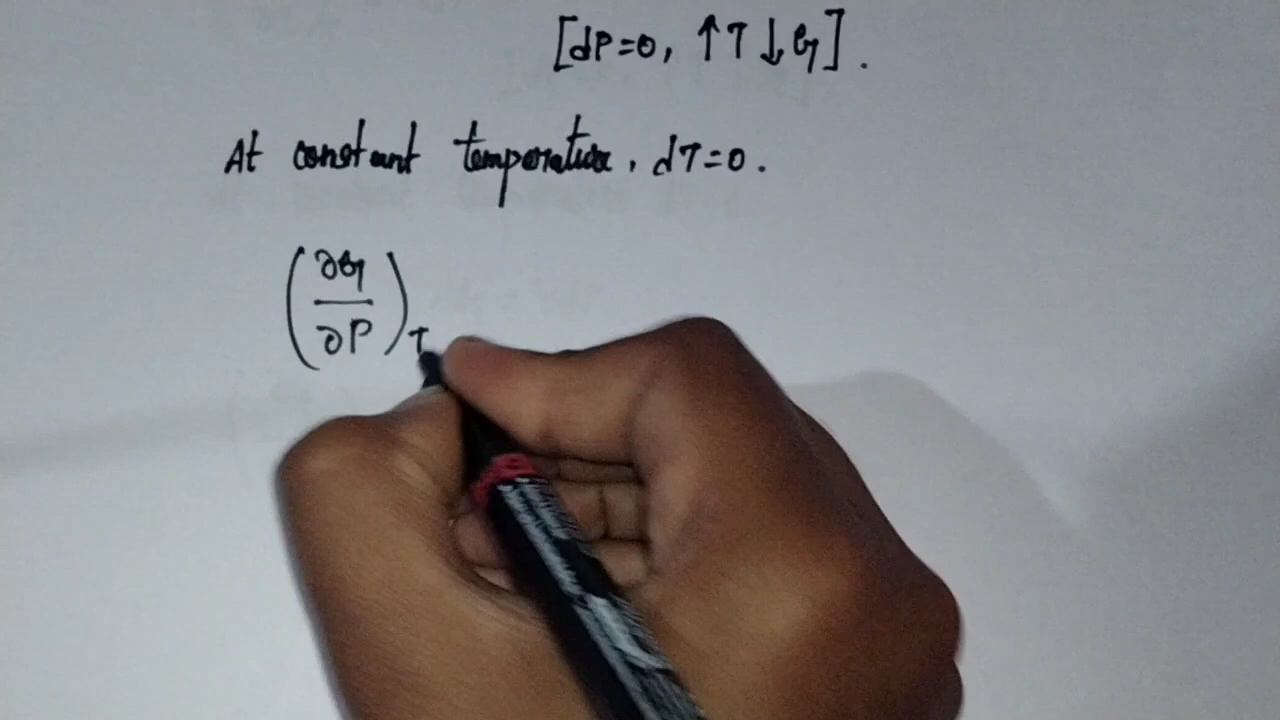 [dP=0, ↑T ↓G].
At constant temperature, dT=0.
(∂G/∂P)T